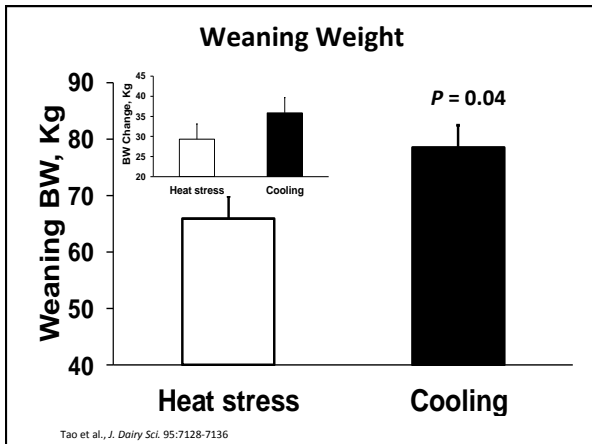 Weaning Weight
Weaning BW, Kg
90
80
70
60
50
40
BW Change, Kg
45
40
35
30
25
20
Heat stress
Cooling
P = 0.04
Heat stress
Cooling
Tao et al., J. Dairy Sci. 95:7128-7136